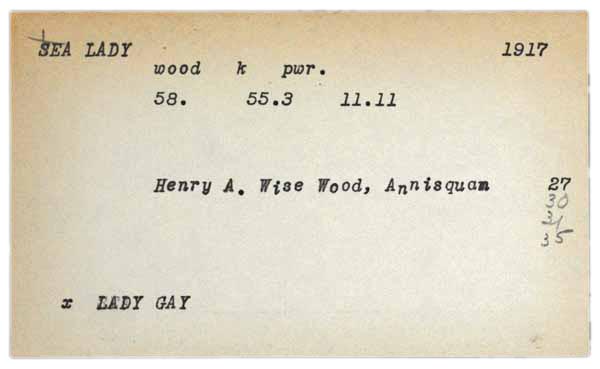 SEA LADY 1917
wood k pwr.
58. 55.3 11.11
Henry A. Wise Wood, Annisquam 27
30
31
35
x LADY GAY